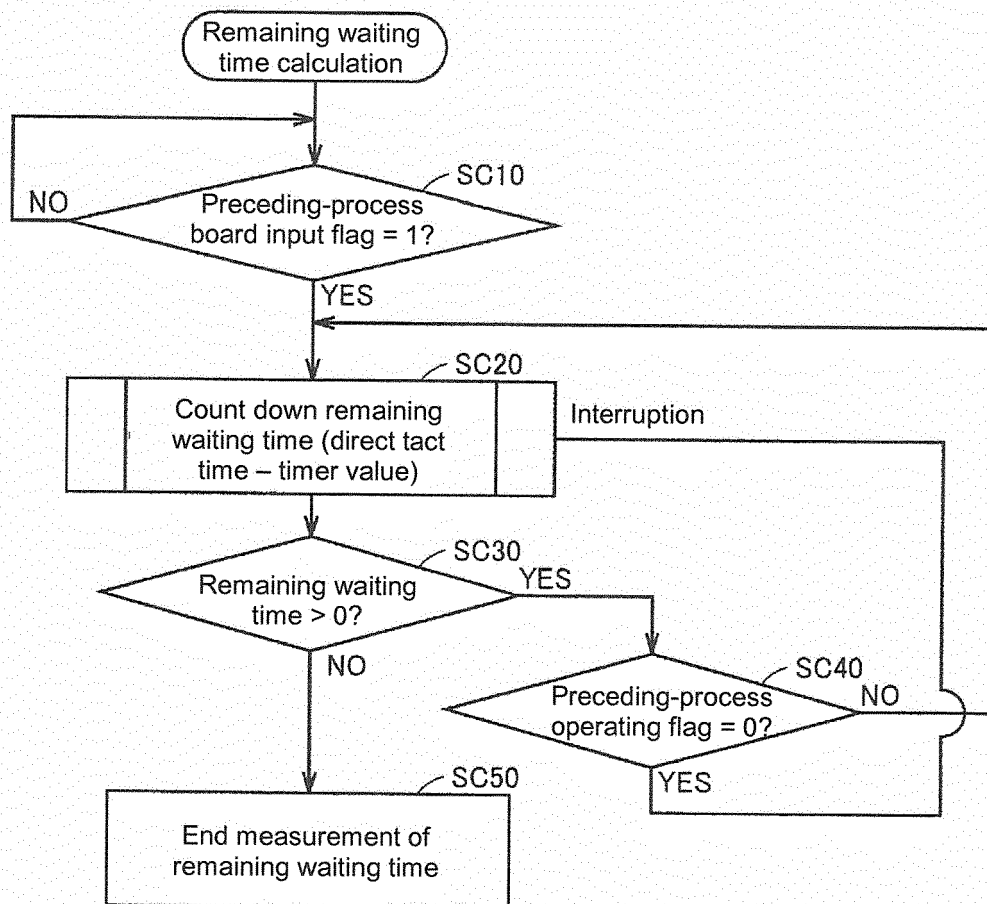 Remaining waiting
time calculation
SC10
NO
Preceding-process
board input flag = 1?
YES
SC20
Count down remaining
waiting time (direct tact
time – timer value)
Interruption
SC30
Remaining waiting
time > 0?
YES
NO
SC40
Preceding-process
operating flag = 0?
NO
YES
SC50
End measurement of
remaining waiting time